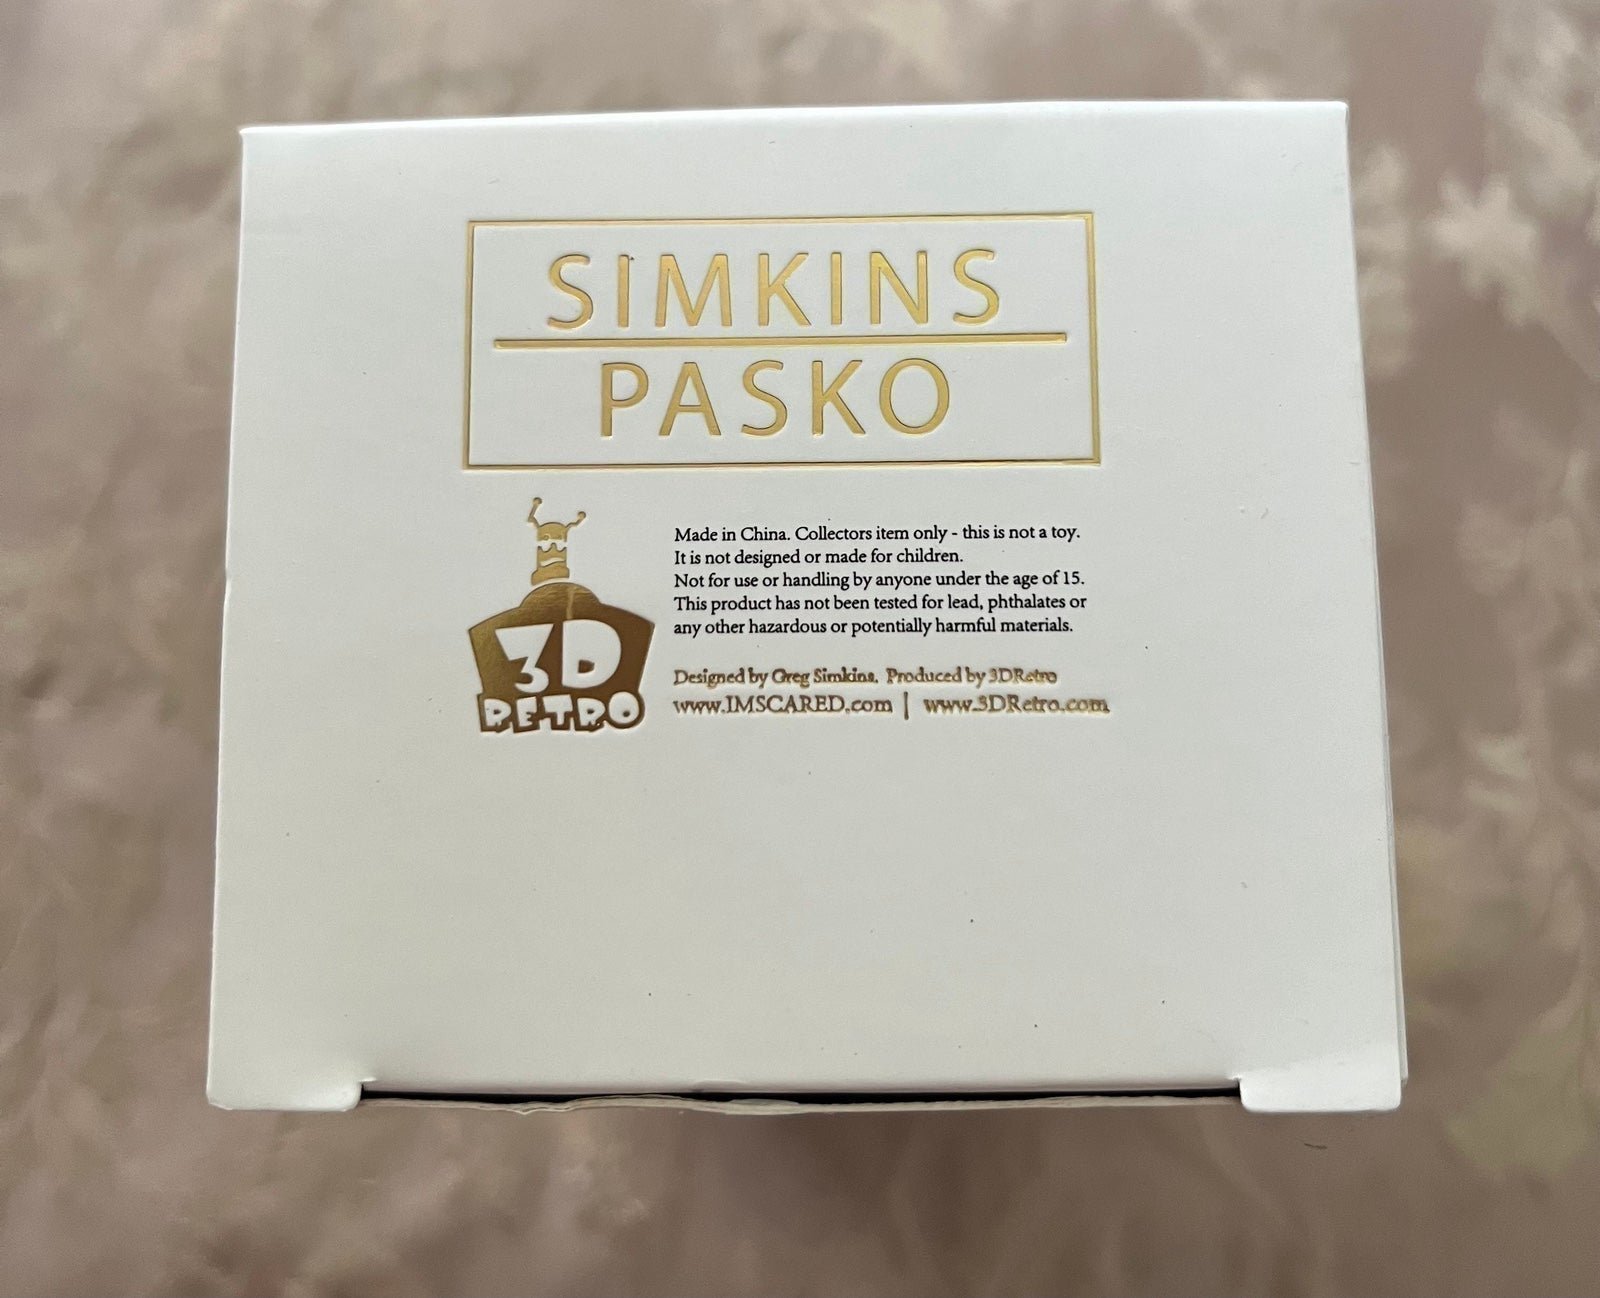 SIMKINS
PASKO
3D
RETRO
Made in China. Collectors item only - this is not a toy.
It is not designed or made for children.
Not for use or handling by anyone under the age of 15.
This product has not been tested for lead, phthalates or
any other hazardous or potentially harmful materials.
Designed by Greg Simkins. Produced by 3DRetro
www.IMSCARED.com | www.3DRetro.com